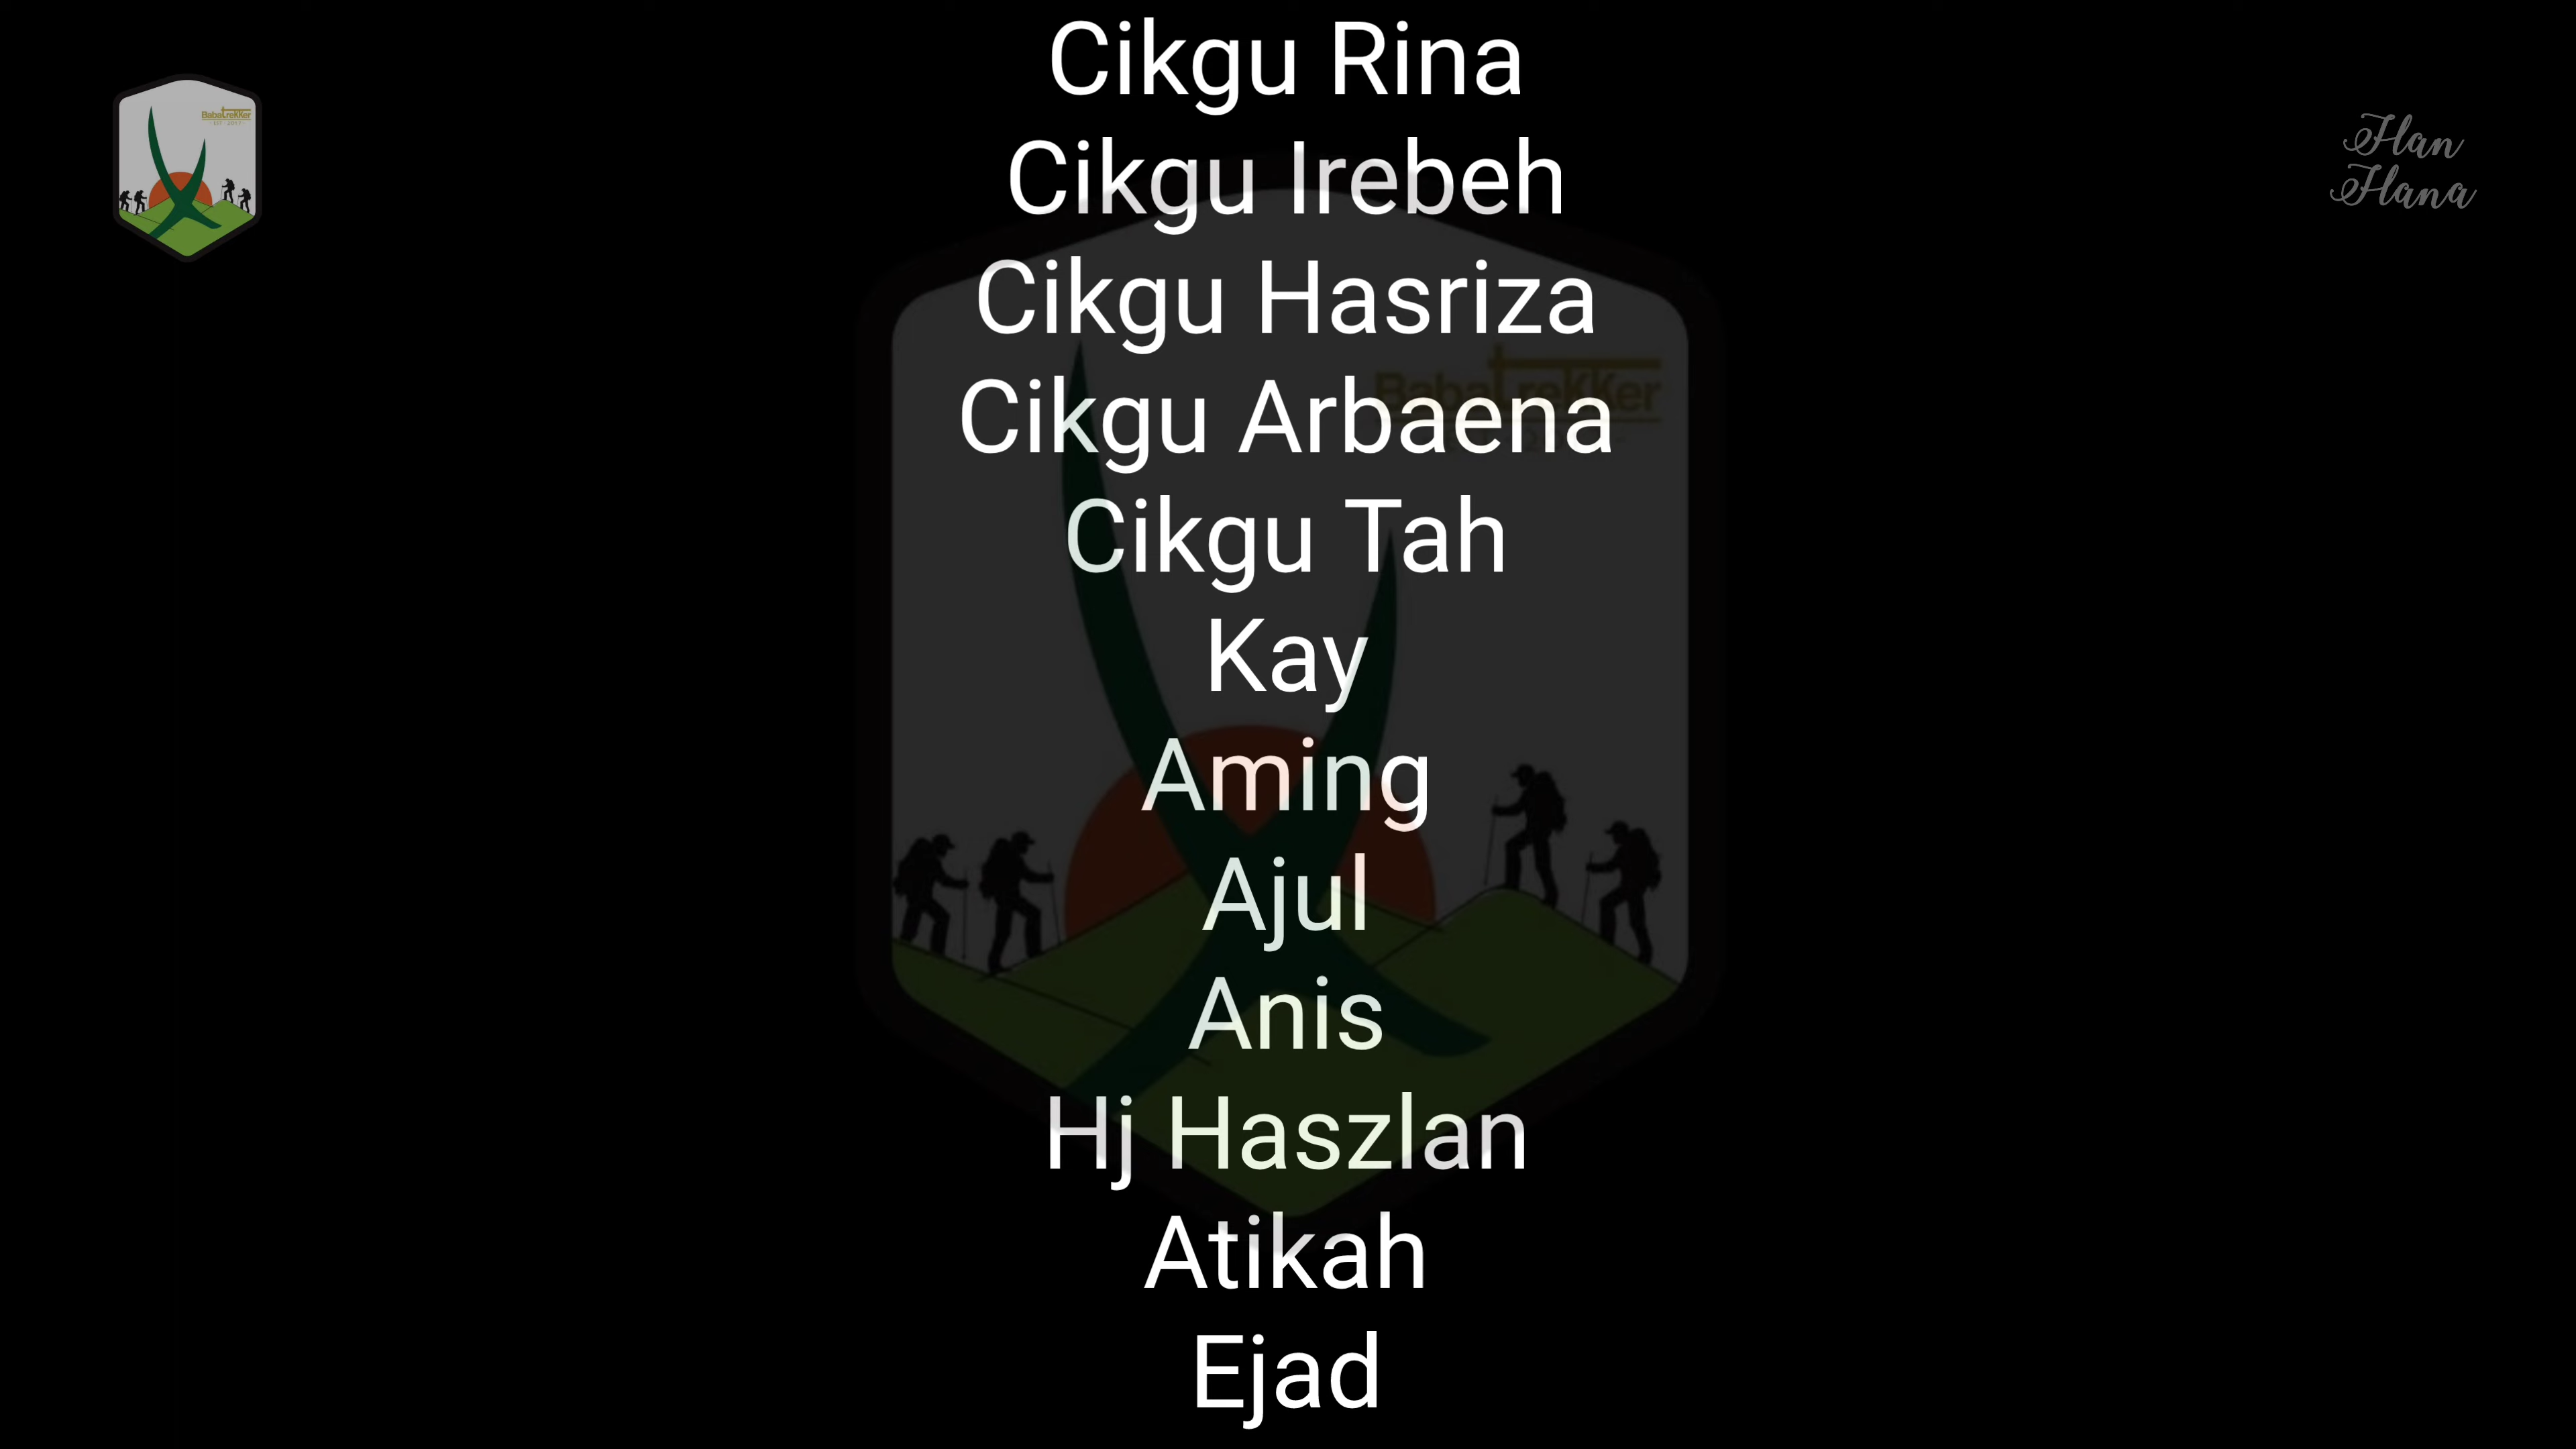 Cikgu Rina
BabaTreKKer
Han
Hana
Cikgu Irebeh
Cikgu Hasriza
Cikgu Arbaena
Cikgu Tah
Kay
Aming
Ajul
Anis
Hj Haszlan
Atikah
Ejad